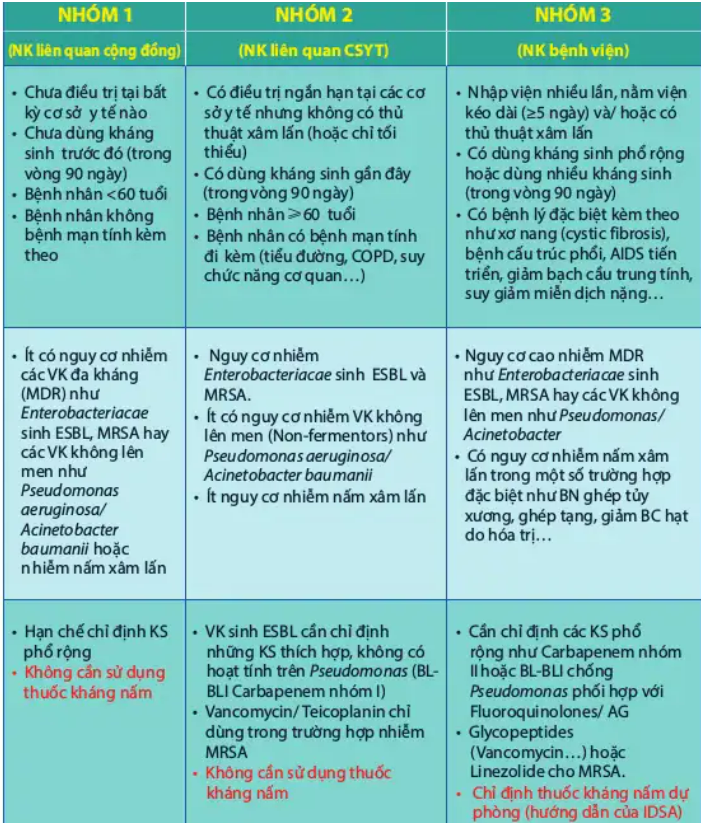 NHÓM 1
(NK liên quan cộng đồng)
NHÓM 2
(NK liên quan CSYT)
NHÓM 3
(NK bệnh viện)
• Chưa điều trị tại bất
kỳ cơ sở y tế nào
• Chưa dùng kháng
sinh trước đó (trong
vòng 90 ngày)
• Bệnh nhân <60 tuổi
• Bệnh nhân không
bệnh mạn tính kèm
theo
• Có điều trị ngắn hạn tại các cơ
sở y tế nhưng không có thủ
thuật xâm lấn (hoặc chỉ tối
thiểu)
• Có dùng kháng sinh gần đây
(trong vòng 90 ngày)
• Bệnh nhân ≥60 tuổi
• Bệnh nhân có bệnh mạn tính
đi kèm (tiểu đường, COPD, suy
chức năng cơ quan…)
• Nhập viện nhiều lần, nằm viện
kéo dài (≥5 ngày) và/ hoặc có
thủ thuật xâm lấn
• Có dùng kháng sinh phổ rộng
hoặc dùng nhiều kháng sinh
(trong vòng 90 ngày)
• Có bệnh lý đặc biệt kèm theo
như xơ nang (cystic fibrosis),
bệnh cấu trúc phổi, AIDS tiến
triển, giảm bạch cầu trung tính,
suy giảm miễn dịch nặng…
• Ít có nguy cơ nhiễm
các VK đa kháng
(MDR) như
Enterobacteriacae
sinh ESBL, MRSA hay
các VK không lên
men như
Pseudomonas
aeruginosa/
Acinetobacter
baumanii hoặc
nhiễm nấm xâm lấn
• Nguy cơ nhiễm
Enterobacteriacae sinh ESBL và
MRSA.
• Ít có nguy cơ nhiễm VK không
lên men (Non-fermentors) như
Pseudomonas aeruginosa/
Acinetobacter baumanii
• Ít nguy cơ nhiễm nấm xâm lấn
• Nguy cơ cao nhiễm MDR
như Enterobacteriacae sinh
ESBL, MRSA hay các VK không
lên men như Pseudomonas/
Acinetobacter
• Có nguy cơ nhiễm nấm xâm
lấn trong một số trường hợp
đặc biệt như BN ghép tủy
xương, ghép tạng, giảm BC hạt
do hóa trị…
• Hạn chế chỉ định KS
phổ rộng
• Không cần sử dụng
thuốc kháng nấm
• VK sinh ESBL cần chỉ định
những KS thích hợp, không có
hoạt tính trên Pseudomonas (BL-
BLI Carbapenem nhóm I)
• Vancomycin/ Teicoplanin chỉ
dùng trong trường hợp nhiễm
MRSA
• Không cần sử dụng thuốc
kháng nấm
• Cần chỉ định các KS phổ
rộng như Carbapenem nhóm
II hoặc BL-BLI chống
Pseudomonas phối hợp với
Fluoroquinolones/ AG
• Glycopeptides
(Vancomycin…) hoặc
Linezolide cho MRSA.
• Chỉ định thuốc kháng nấm dự
phòng (hướng dẫn của IDSA)